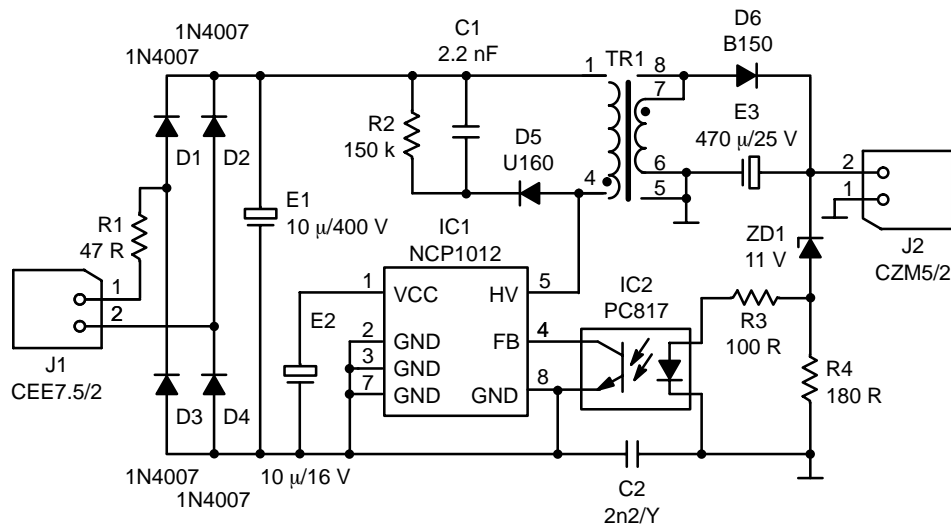 1N4007
1N4007
D1
D2
R1
47 R
J1
CEE7.5/2
1
2
D3
D4
1N4007
1N4007
E1
10 μ/400 V
E2
10 μ/16 V
C1
2.2 nF
R2
150 k
D5
U160
TR1
1
4
8
7
6
5
D6
B150
E3
470 μ/25 V
2
1
J2
CZM5/2
ZD1
11 V
IC1
NCP1012
1
VCC
HV
5
2
GND
FB
4
3
GND
7
GND
GND
8
IC2
PC817
R3
100 R
R4
180 R
C2
2n2/Y